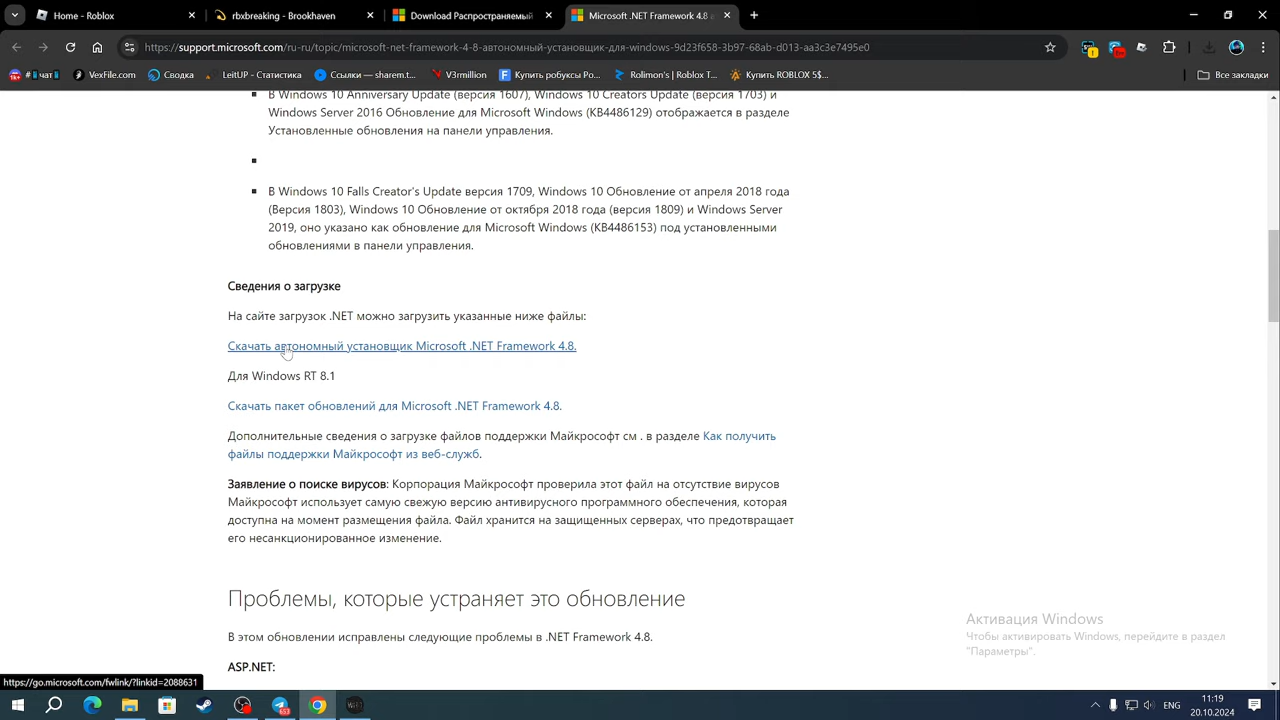 Home - Roblox
rbxbreaking - Brookhaven
Download Распространяемый
Microsoft .NET Framework 4.8
https://support.microsoft.com/ru-ru/topic/microsoft-net-framework-4-8-автономный-установщик-для-windows-9d23f658-3b97-68ab-d013-aa3c3e7495e0
VexFile.com
Сводка
LeitUP - Статистика
Ссылки — sharem.t...
V3rmillion
Купить робуксы Ро...
Rolimon's | Roblox T...
Купить ROBLOX 5$...
Все закладки
В Windows 10 Anniversary Update (версия 1607), Windows 10 Creators Update (версия 1703) и
Windows Server 2016 Обновление для Microsoft Windows (KB4486129) отображается в разделе
Установленные обновления на панели управления.
В Windows 10 Falls Creator's Update версия 1709, Windows 10 Обновление от апреля 2018 года
(Версия 1803), Windows 10 Обновление от октября 2018 года (версия 1809) и Windows Server
2019, оно указано как обновление для Microsoft Windows (KB4486153) под установленными
обновлениями в панели управления.
Сведения о загрузке
На сайте загрузок .NET можно загрузить указанные ниже файлы:
Скачать автономный установщик Microsoft .NET Framework 4.8.
Для Windows RT 8.1
Скачать пакет обновлений для Microsoft .NET Framework 4.8.
Дополнительные сведения о загрузке файлов поддержки Майкрософт см . в разделе Как получить
файлы поддержки Майкрософт из веб-служб.
Заявление о поиске вирусов: Корпорация Майкрософт проверила этот файл на отсутствие вирусов
Майкрософт использует самую свежую версию антивирусного программного обеспечения, которая
доступна на момент размещения файла. Файл хранится на защищенных серверах, что предотвращает
его несанкционированное изменение.
Проблемы, которые устраняет это обновление
В этом обновлении исправлены следующие проблемы в .NET Framework 4.8.
ASP.NET:
Активация Windows
Чтобы активировать Windows, перейдите в раздел
"Параметры".
https://go.microsoft.com/fwlink/?linkid=2088631
653
ENG
11:19
20.10.2024